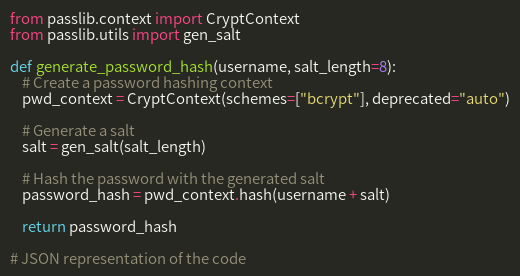 from passlib.context import CryptContext
from passlib.utils import gen_salt

def generate_password_hash(username, salt_length=8):
    # Create a password hashing context
    pwd_context = CryptContext(schemes=["bcrypt"], deprecated="auto")

    # Generate a salt
    salt = gen_salt(salt_length)

    # Hash the password with the generated salt
    password_hash = pwd_context.hash(username + salt)

    return password_hash

# JSON representation of the code